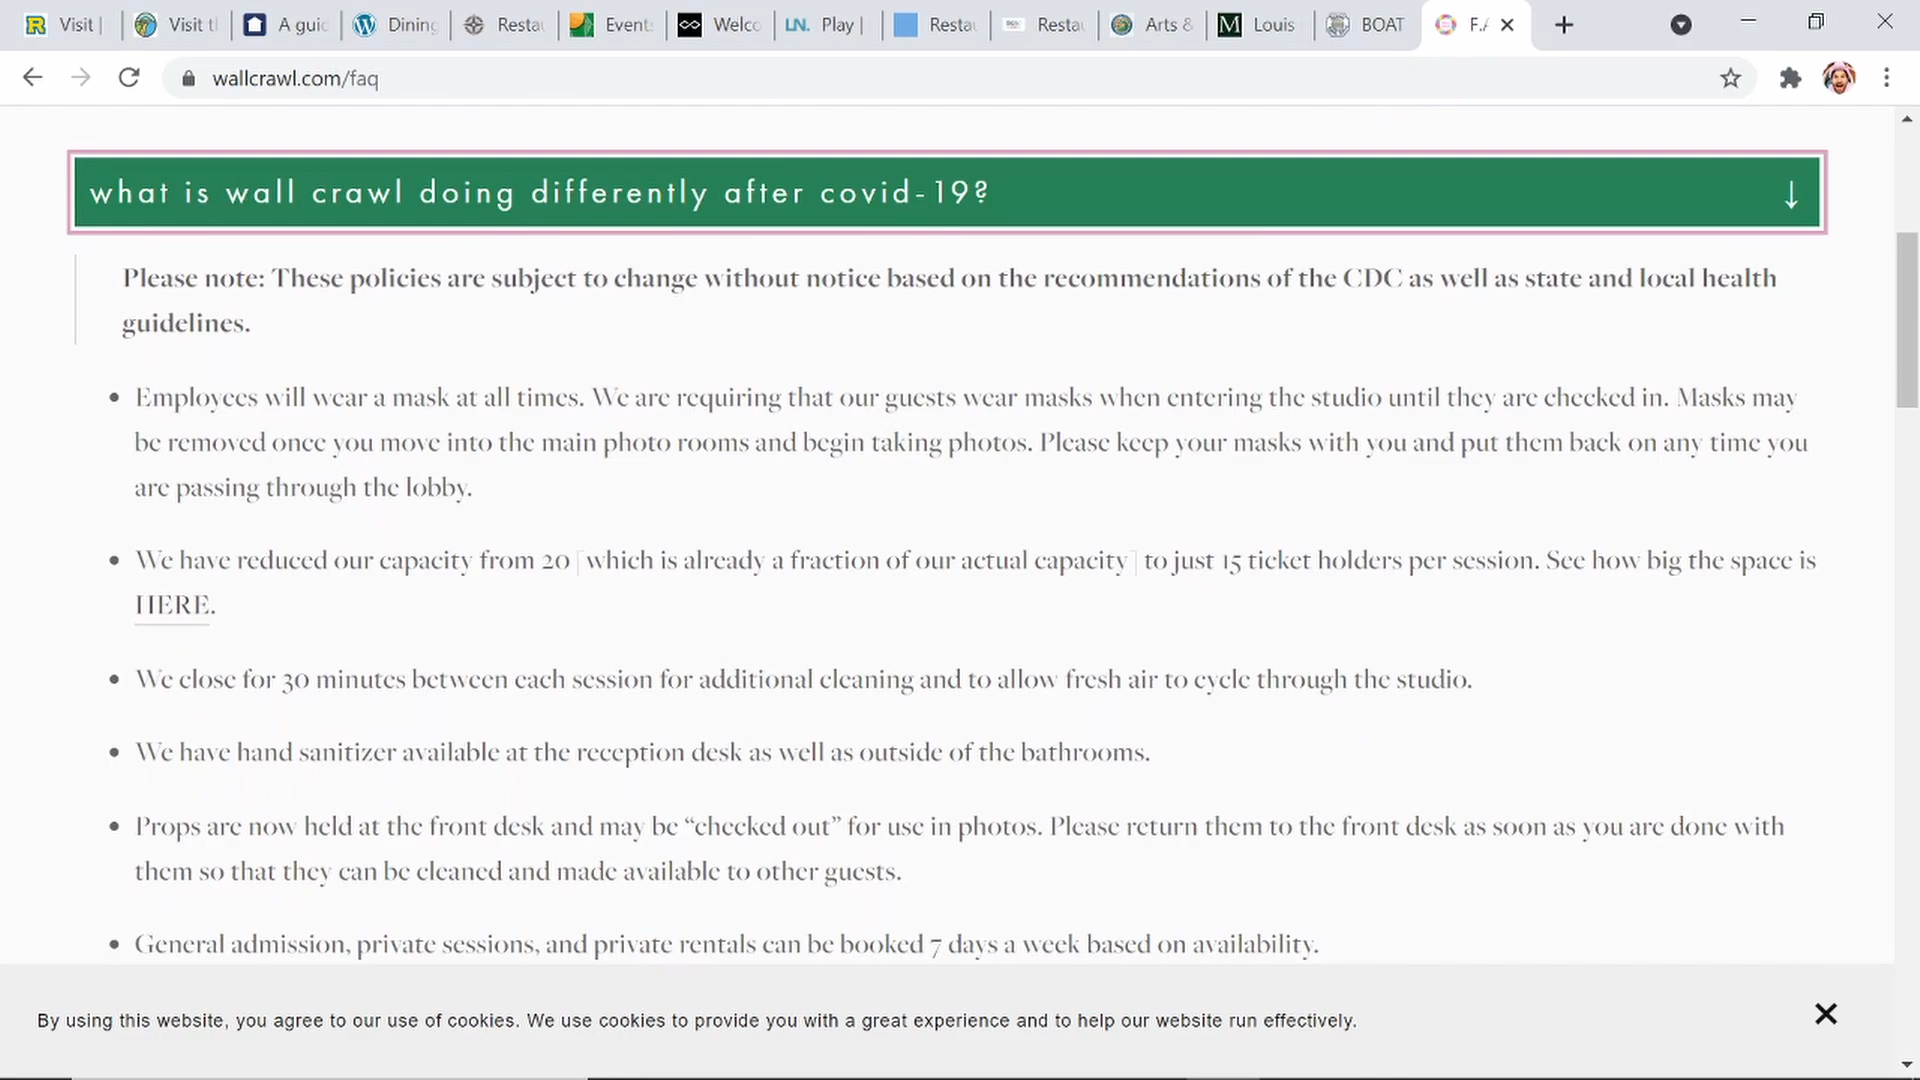 Visit |
Visit t
A guid
Dining
Restau
Events
Welco
LN. Play |
Restau
Restau
Arts &
M Louis
BOAT
F.A
wallcrawl.com/faq
what is wall crawl doing differently after covid-19? ↓
Please note: These policies are subject to change without notice based on the recommendations of the CDC as well as state and local health
guidelines.
• Employees will wear a mask at all times. We are requiring that our guests wear masks when entering the studio until they are checked in. Masks may
be removed once you move into the main photo rooms and begin taking photos. Please keep your masks with you and put them back on any time you
are passing through the lobby.
• We have reduced our capacity from 20 [which is already a fraction of our actual capacity] to just 15 ticket holders per session. See how big the space is
HERE.
• We close for 30 minutes between each session for additional cleaning and to allow fresh air to cycle through the studio.
• We have hand sanitizer available at the reception desk as well as outside of the bathrooms.
• Props are now held at the front desk and may be “checked out” for use in photos. Please return them to the front desk as soon as you are done with
them so that they can be cleaned and made available to other guests.
• General admission, private sessions, and private rentals can be booked 7 days a week based on availability.
By using this website, you agree to our use of cookies. We use cookies to provide you with a great experience and to help our website run effectively.